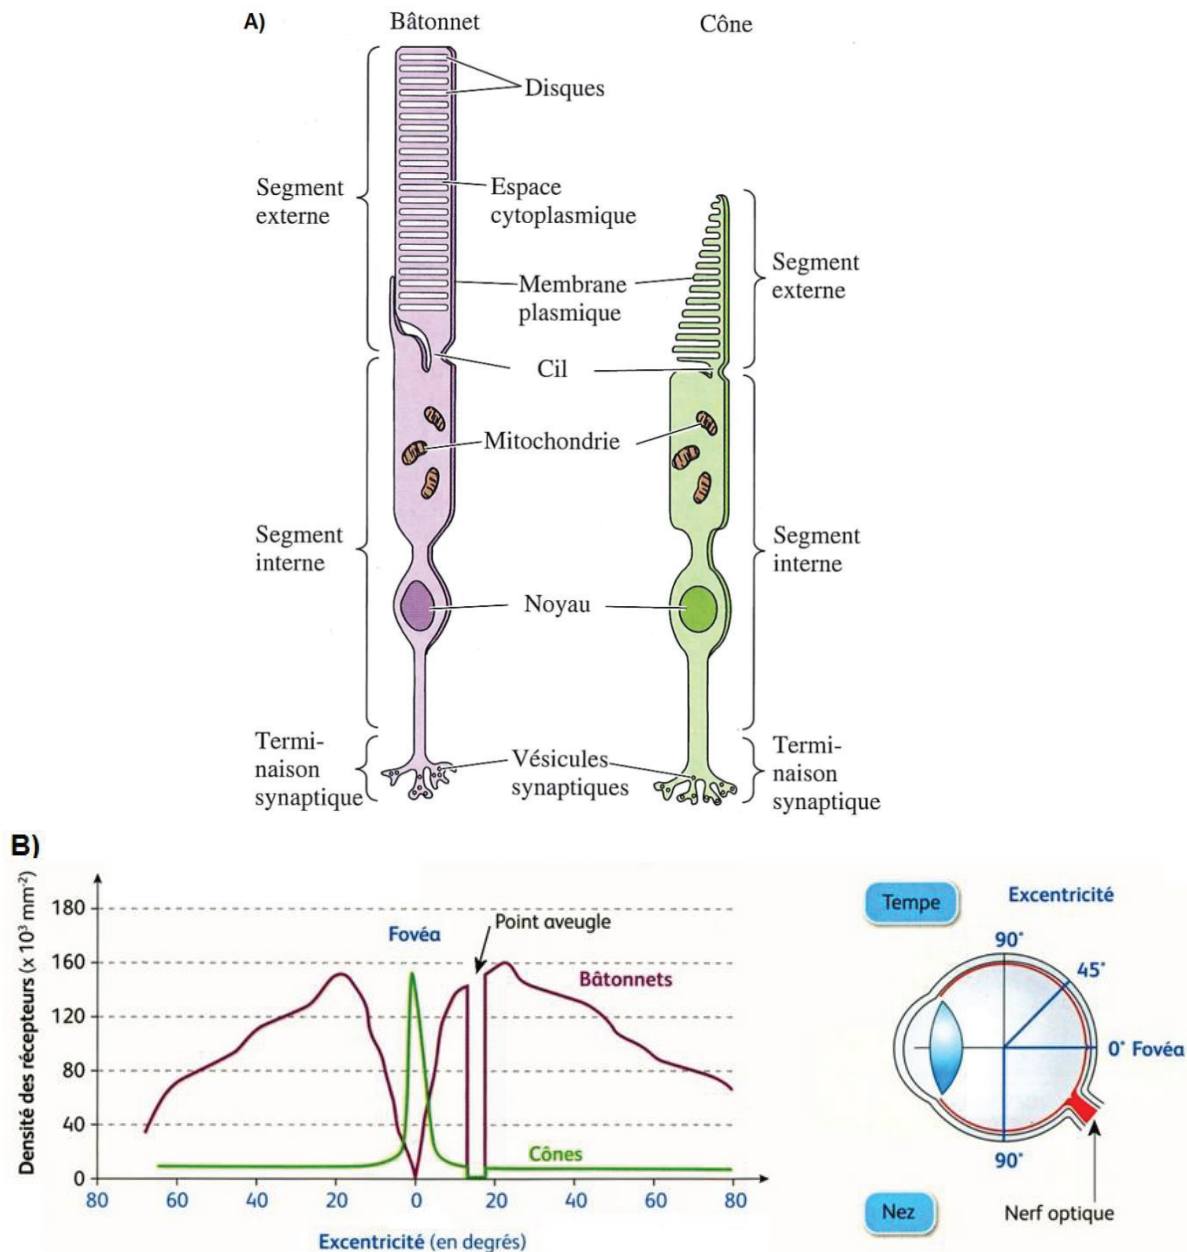 A)
Bâtonnet
Cône
Disques
Segment
externe
Espace
cytoplasmique
Membrane
plasmique
Segment
externe
Cil
Mitochondrie
Segment
interne
Segment
interne
Noyau
Termi-
naison
synaptique
Vésicules
synaptiques
Termi-
naison
synaptique
B)
Densité des récepteurs (x 10³ mm⁻²)
180
160
120
80
40
0
Fovéa
Point aveugle
Bâtonnets
Cônes
80 60 40 20 0 20 40 60 80
Excentricité (en degrés)
Tempe
Excentricité
90°
45°
0° Fovéa
90°
Nez
Nerf optique